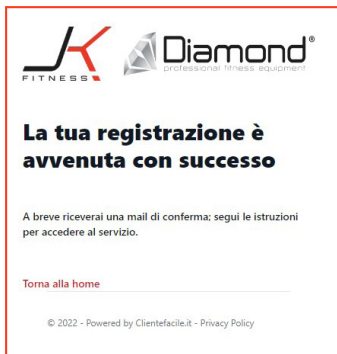 JK
FITNESS
Diamond®
professional fitness equipment
La tua registrazione è
avvenuta con successo
A breve riceverai una mail di conferma; segui le istruzioni
per accedere al servizio.
Torna alla home
© 2022 - Powered by Clientefacile.it - Privacy Policy